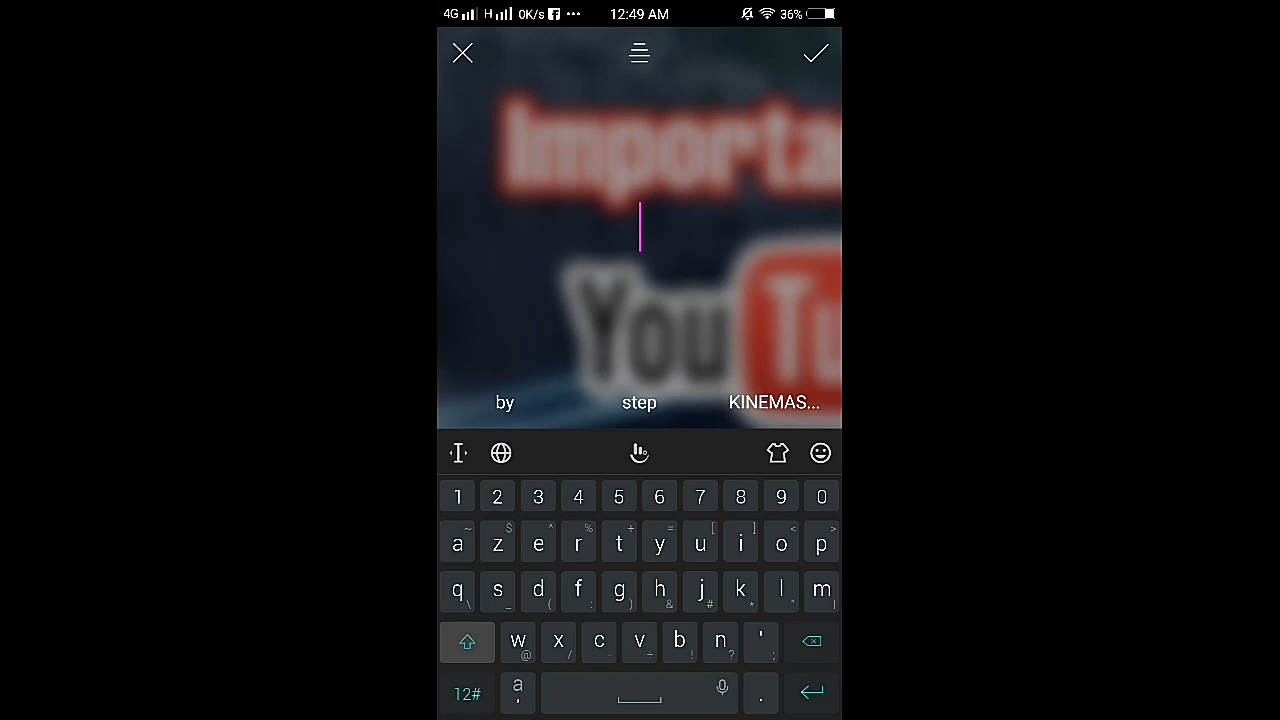 4G H 0K/s 12:49 AM 36%
Importa
You Tu
by step KINEMAS...
1 2 3 4 5 6 7 8 9 0
~ $ ^ % + = [ ] < >
a z e r t y u i o p
q s d f g h j k l m
\ _ ( : ) & # * " |
w x c v b n '
@ / - ÷ ! ? ;
12# a , .